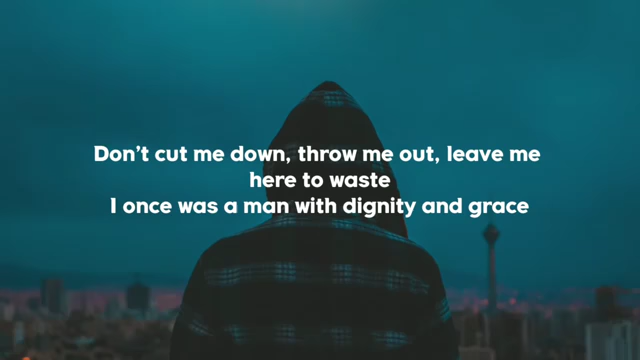 Don't cut me down, throw me out, leave me
here to waste
I once was a man with dignity and grace